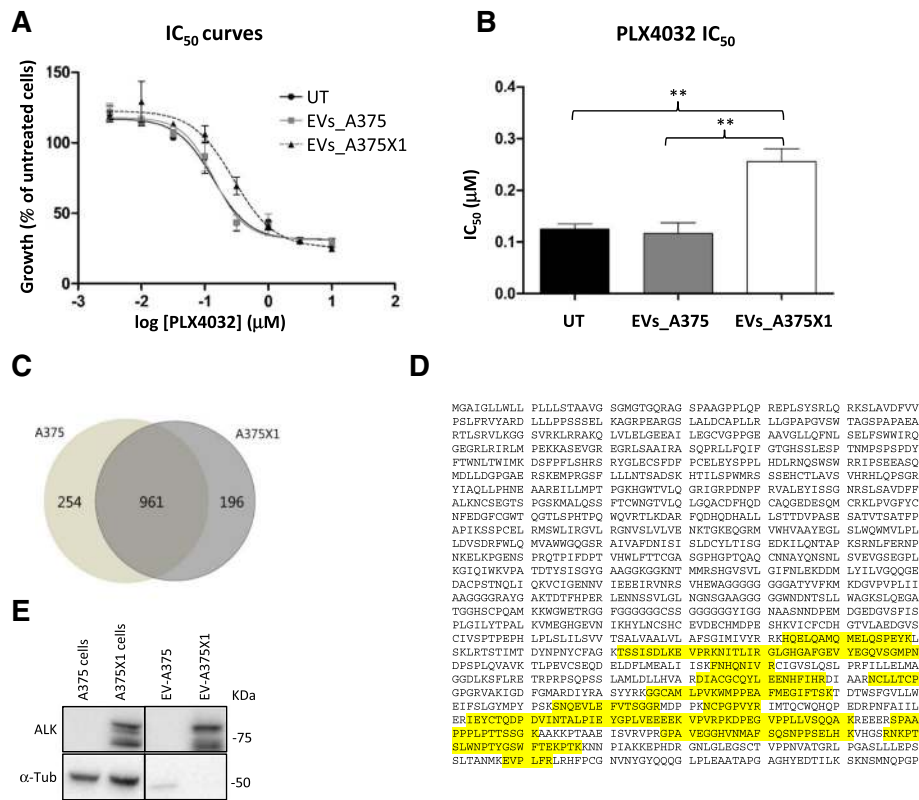 A
IC50 curves
Growth (% of untreated cells)
150
100
50
0
-3
-2
-1
0
1
2
log [PLX4032] (μM)
UT
EVs_A375
EVs_A375X1
B
PLX4032 IC50
IC50 (μM)
0.4
0.3
0.2
0.1
0.0
**
**
UT
EVs_A375
EVs_A375X1
C
A375
A375X1
254
961
196
D
MGAIGLLWLL PLLLSTAAVG SGMGTGQRAG SPAAGPPLQP REPLSYSRLQ RKSLAVDFVV
PSLFRVYARD LLLPPSSSEL KAGRPEARGS LALDCAPLLR LLGPAPGVSW TAGSPAPAEA
RTLSRVLKGG SVRKLRRAKQ LVLELGEEAI LEGCVGPPGE AAVGLLQFNL SELFSWWIRQ
GEGRLRIRLM PEKKASEVGR EGRLSAAIRA SQPRLLFQIF GTGHSSLESP TNMPSPSPDY
FTWNLTWIMK DSFPFLSHRS RYGLECSFDF PCELEYSPPL HDLRNQSWSW RRIPSEEASQ
MDLLDGPGAE RSKEMPRGSF LLLNTSADSK HTILSPWMRS SSEHCTLAVS VHRHLQPSGR
YIAQLLPHNE AAREILLMPT PGKHGWTVLQ GRIGRPDNPF RVALEYISSG NRSLSAVDFF
ALKNCSEGTS PGSKMALQSS FTCWNGTVLQ LGQACDFHQD CAQGEDESQM CRKLPVGFYC
NFEDGFCGWT QGTLSPHTPQ WQVRTLKDAR FQDHQDHALL LSTTDVPASE SATVTSATFP
APIKSSPCEL RMSWLIRGVL RGNVSLVLVE NKTGKEQGRM VWHVAAYEGL SLWQWMVLPL
LDVSDRFWLQ MVAWWGQGSR AIVAFDNISI SLDCYLTISG EDKILQNTAP KSRNLFERNP
NKELKPGENS PRQTPIFDPT VHWLFTTCGA SGPHGPTQAQ CNNAYQNSNL SVEVGSEGPL
KGIQIWKVPA TDTYSISGYG AAGGKGGKNT MMRSHGVSVL GIFNLEKDDM LYILVGQQGE
DACPSTNQLI QKVCIGENNV IEEEIRVNRS VHEWAGGGGG GGGATYVFKM KDGVPVPLII
AAGGGGRAYG AKTDTFHPER LENNSSVLGL NGNSGAAGGG GGWNDNTSLL WAGKSLQEGA
TGGHSCPQAM KKWGWETRGG FGGGGGGCSS GGGGGGYIGG NAASNNDPEM DGEDGVSFIS
PLGILYTPAL KVMEGHGEVN IKHYLNCSHC EVDECHMDPE SHKVICFCDH GTVLAEDGVS
CIVSPTPEPH LPLSLILSVV TSALVAALVL AFSGIMIVYR RKHQELQAMQ MELQSPEYKL
SKLRTSTIMT DYNPNYCFAG KTSSISDLKE VPRKNITLIR GLGHGAFGEV YEGQVSGMPN
DPSPLQVAVK TLPEVCSEQD ELDFLMEALI ISKFNHQNIV RCIGVSLQSL PRFILLELMA
GGDLKSFLRE TRPRPSQPSS LAMLDLLHVA RDIACGCQYL EENHFIHRDI AARNCLLTCP
GPGRVAKIGD FGMARDIYRA SYYRKGGCAM LPVKWMPPEA FMEGIFTSKT DTWSFGVLLW
EIFSLGYMPY PSKSNQEVLE FVTSGGRMDP PKNCPGPVYR IMTQCWQHQP EDRPNFAIIL
ERIEYCTQDP DVINTALPIE YGPLVEEEEK VPVRPKDPEG VPPLLVSQQA KREEERSPAA
PPPLPTTSSG KAAKKPTAAE ISVRVPRGPA VEGGHVNMAF SQSNPPSELH KVHGSRNKPT
SLWNPTYGSW FTEKPTKKNN PIAKKEPHDR GNLGLEGSCT VPPNVATGRL PGASLLLEPS
SLTANMKEVP LFRLRHFPCG NVNYGYQQQG LPLEAATAPG AGHYEDTILK SKNSMNQPGP
E
A375 cells
A375X1 cells
EV-A375
EV-A375X1
KDa
ALK
-75
α-Tub
-50